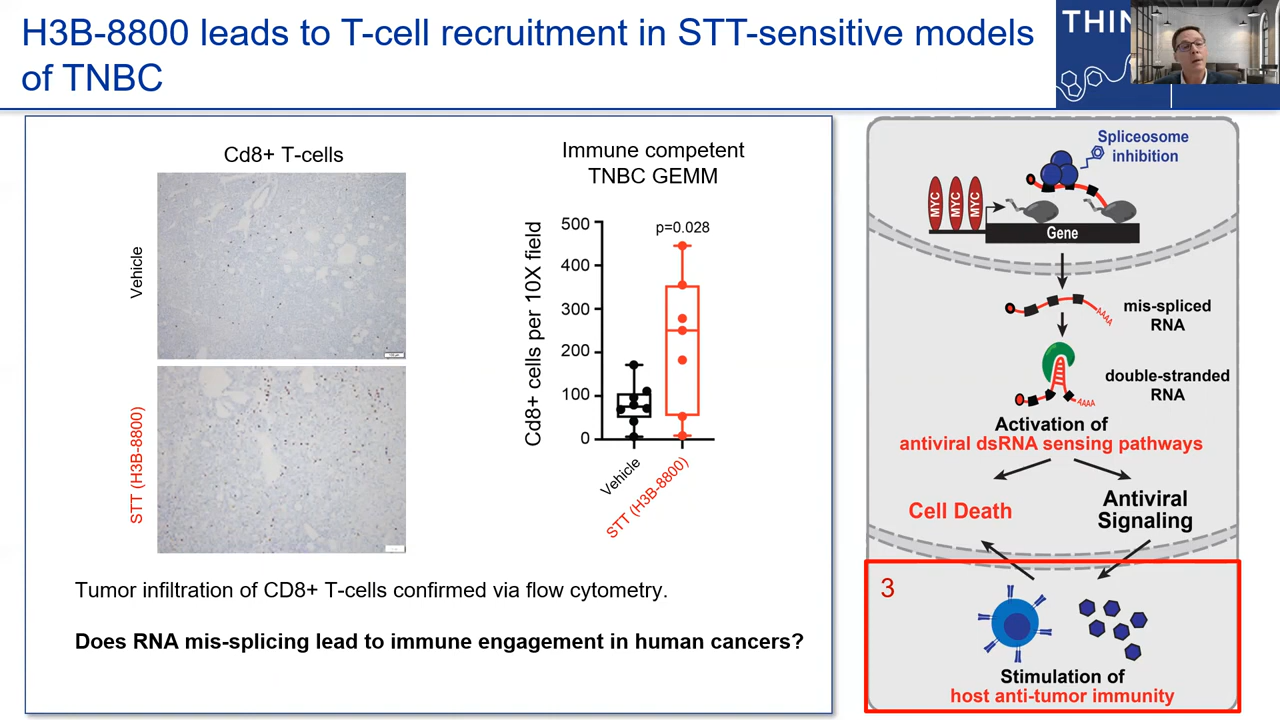 H3B-8800 leads to T-cell recruitment in STT-sensitive models
of TNBC
THIN
Cd8+ T-cells
Vehicle
STT (H3B-8800)
Immune competent
TNBC GEMM
Cd8+ cells per 10X field
500
400
300
200
100
0
p=0.028
Vehicle
STT (H3B-8800)
Tumor infiltration of CD8+ T-cells confirmed via flow cytometry.
Does RNA mis-splicing lead to immune engagement in human cancers?
Spliceosome
inhibition
MYC
MYC
MYC
Gene
mis-spliced
RNA
AAAA
double-stranded
RNA
AAAA
Activation of
antiviral dsRNA sensing pathways
Cell Death
Antiviral
Signaling
3
Stimulation of
host anti-tumor immunity